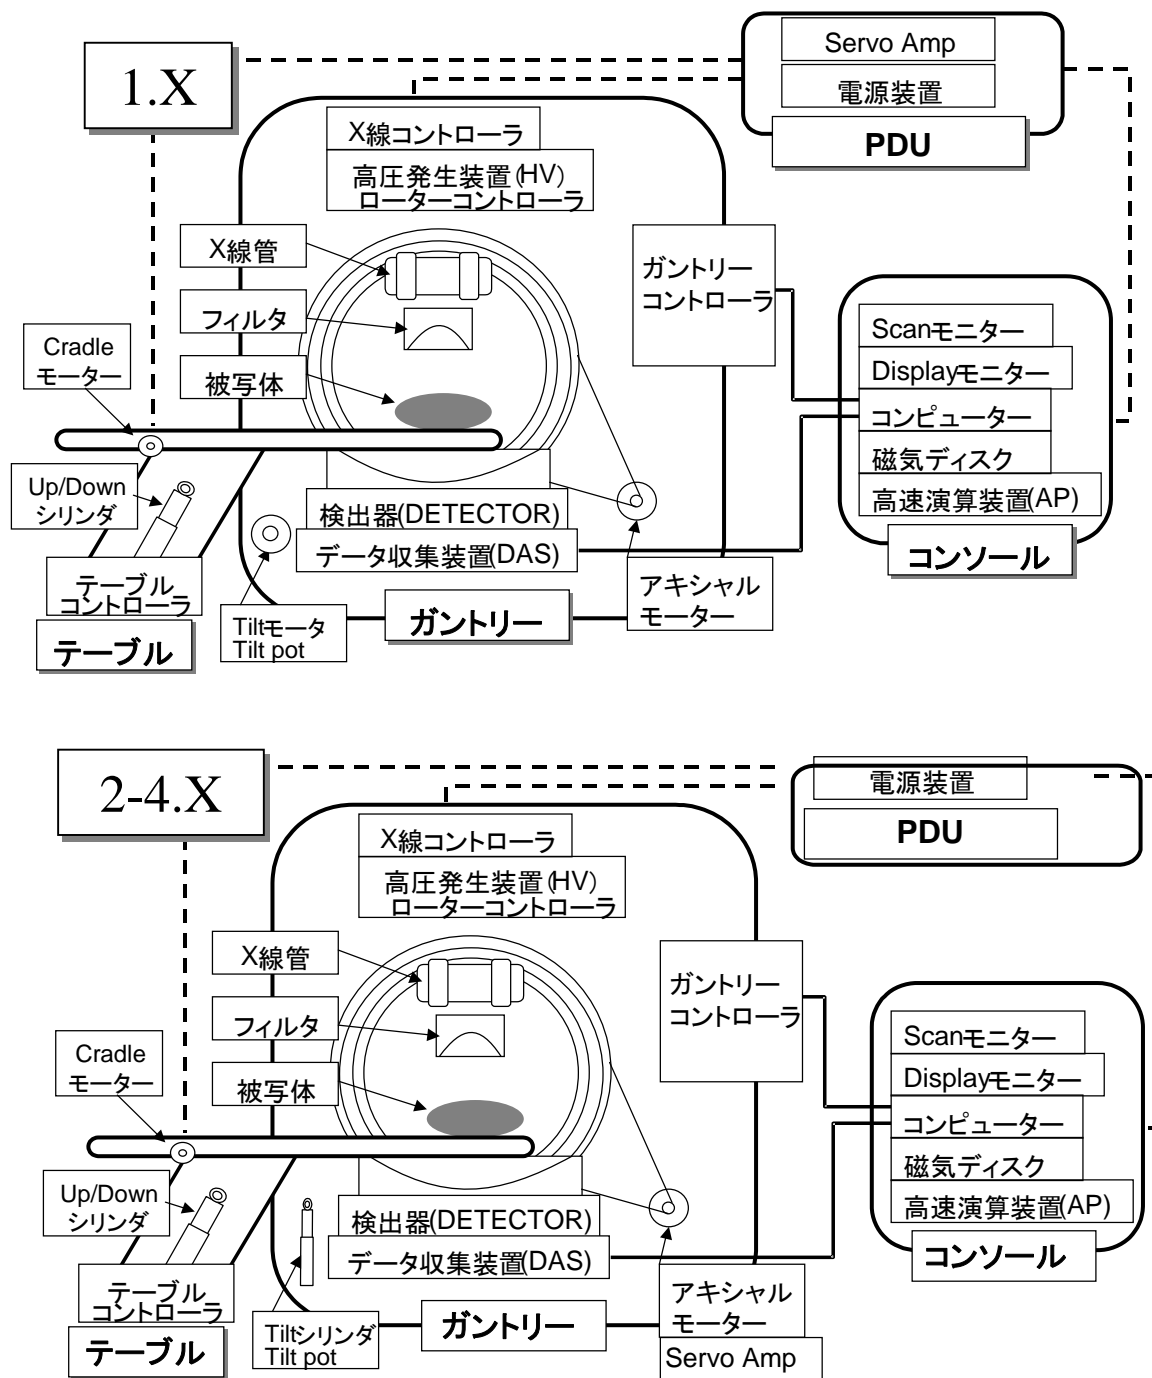 1.X
Servo Amp
電源装置
PDU
X線コントローラ
高圧発生装置(HV)
ローターコントローラ
X線管
フィルタ
被写体
ガントリー
コントローラ
Cradle
モーター
Up/Down
シリンダ
テーブル
コントローラ
テーブル
検出器(DETECTOR)
データ収集装置(DAS)
Tiltモータ
Tilt pot
ガントリー
アキシャル
モーター
Scanモニター
Displayモニター
コンピューター
磁気ディスク
高速演算装置(AP)
コンソール
2-4.X
電源装置
PDU
X線コントローラ
高圧発生装置(HV)
ローターコントローラ
X線管
フィルタ
被写体
ガントリー
コントローラ
Cradle
モーター
Up/Down
シリンダ
テーブル
コントローラ
テーブル
検出器(DETECTOR)
データ収集装置(DAS)
Tiltシリンダ
Tilt pot
ガントリー
アキシャル
モーター
Servo Amp
Scanモニター
Displayモニター
コンピューター
磁気ディスク
高速演算装置(AP)
コンソール